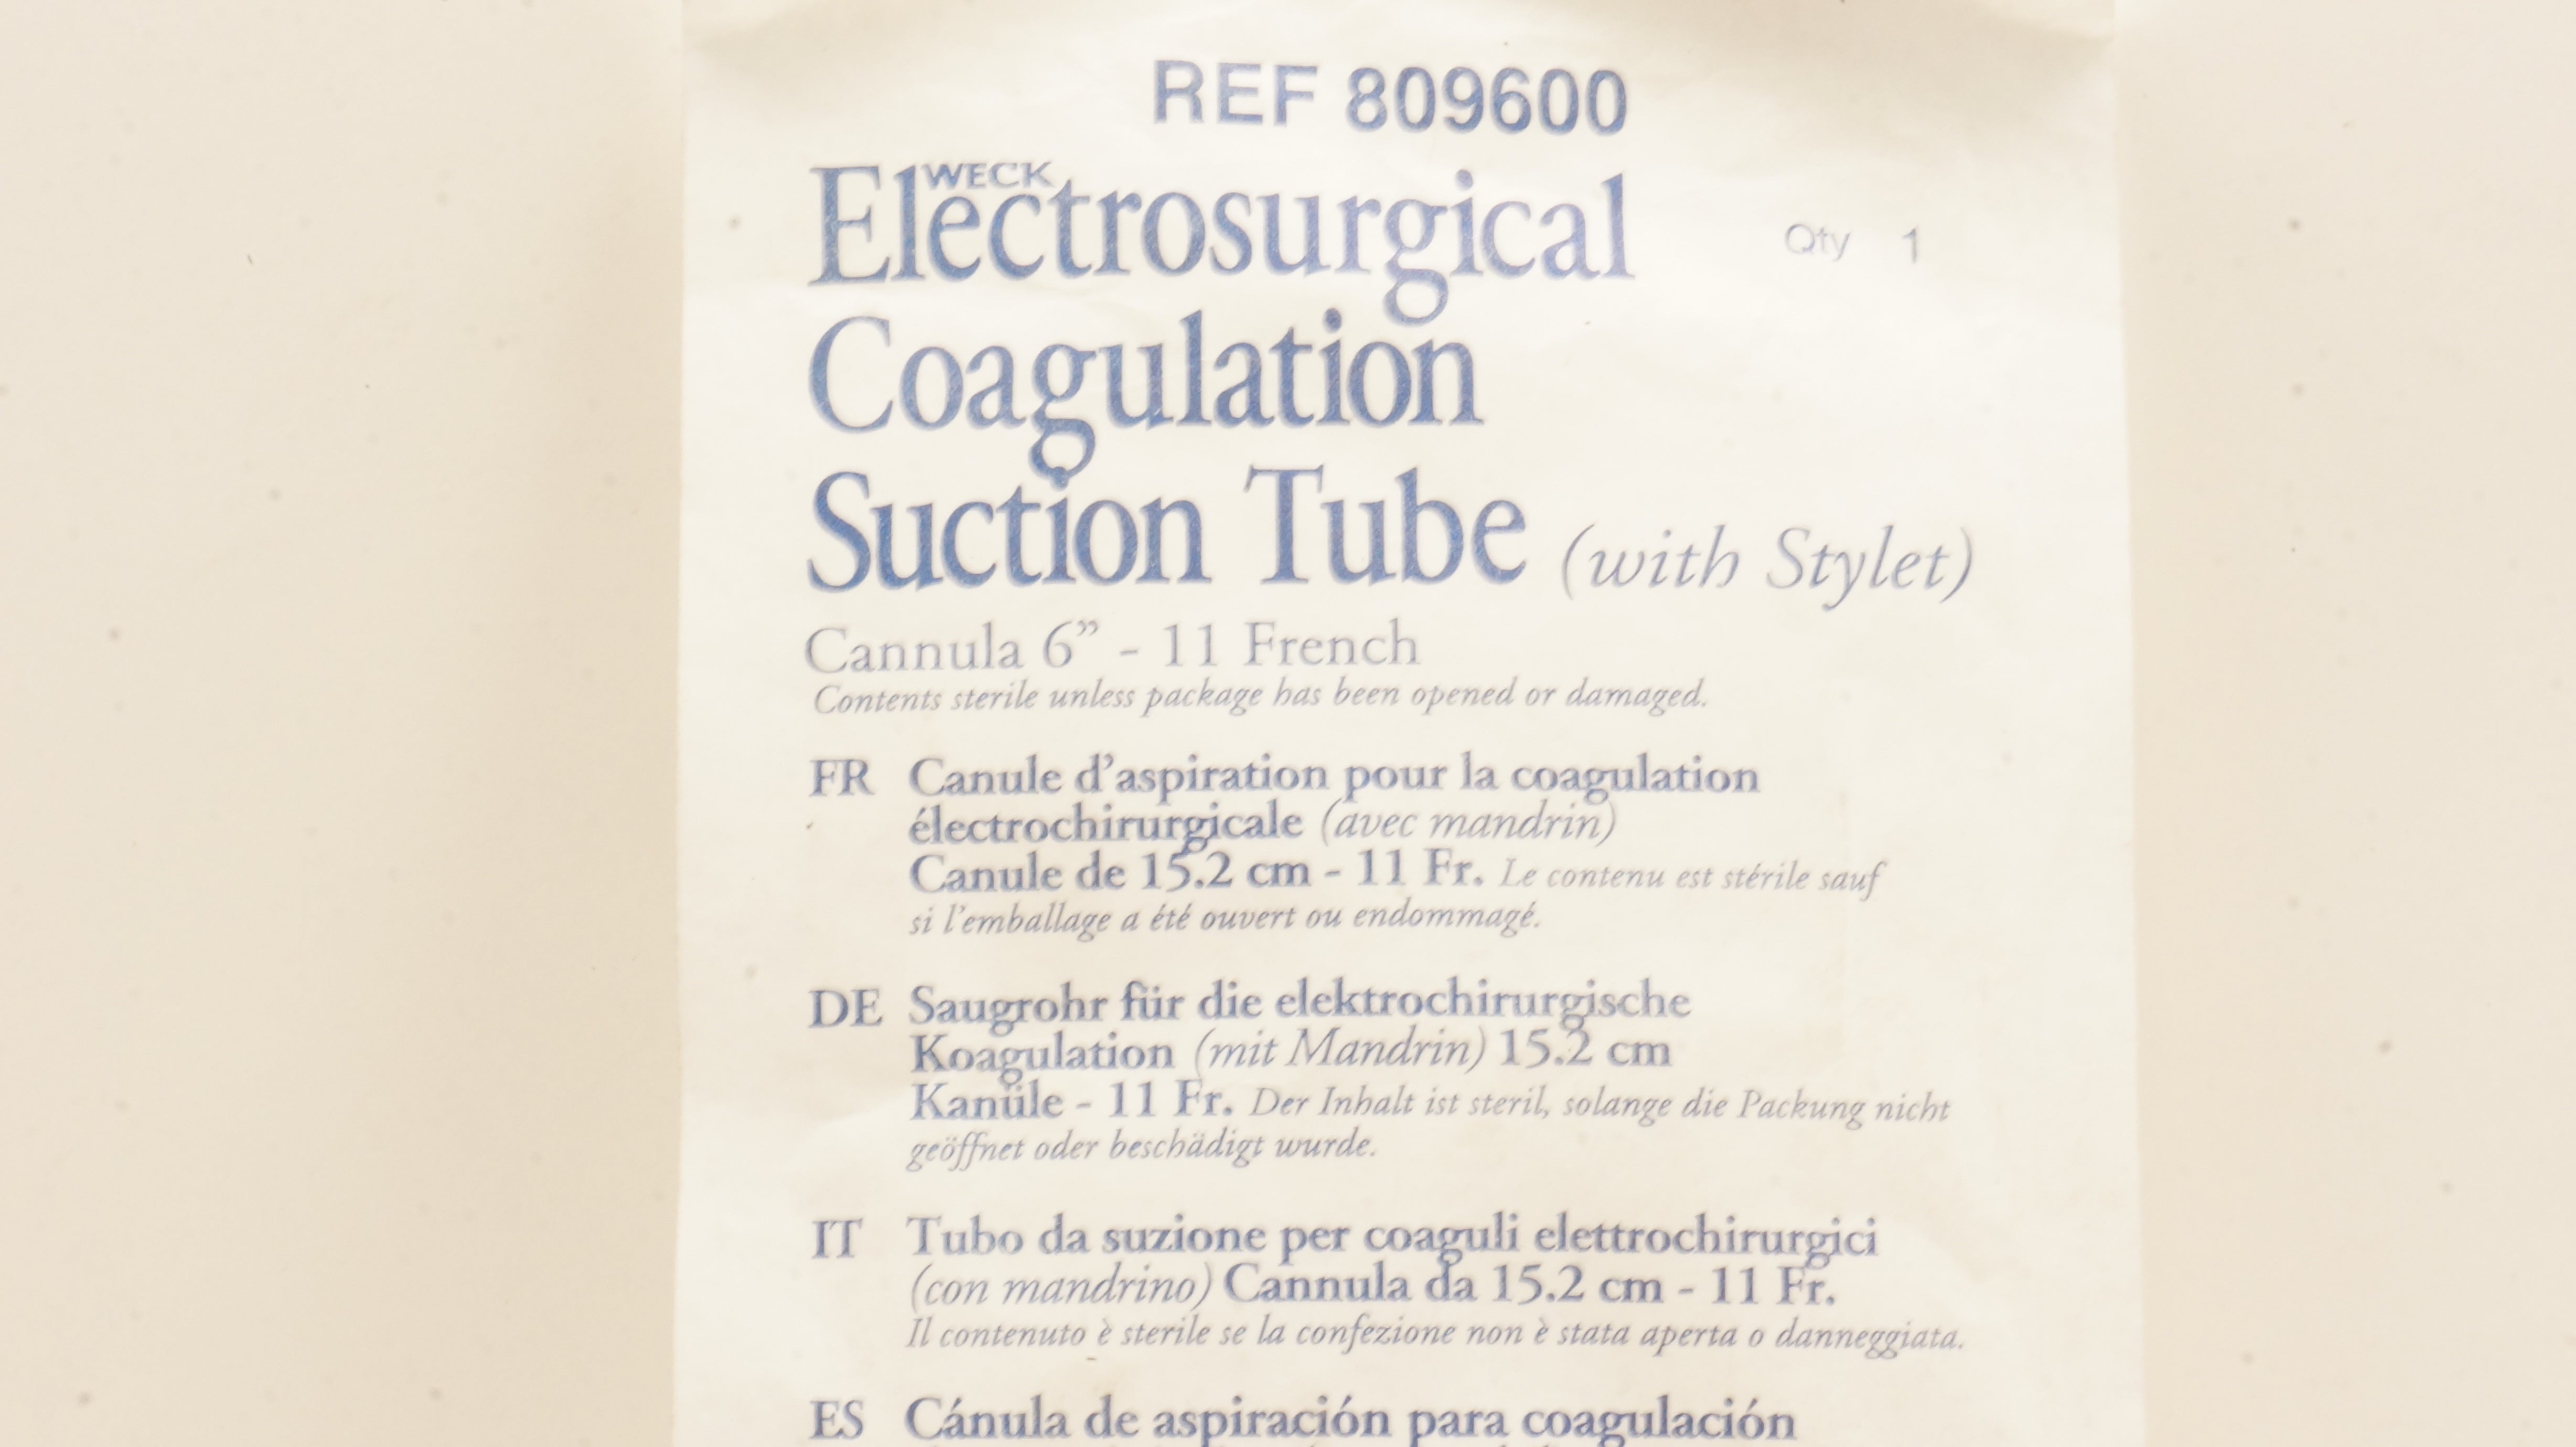 REF 809600
WECK
Electrosurgical
Qty 1
Coagulation
Suction Tube (with Stylet)
Cannula 6” - 11 French
Contents sterile unless package has been opened or damaged.
FR Canule d’aspiration pour la coagulation
électrochirurgicale (avec mandrin)
Canule de 15.2 cm - 11 Fr. Le contenu est stérile sauf
si l’emballage a été ouvert ou endommagé.
DE Saugrohr für die elektrochirurgische
Koagulation (mit Mandrin) 15.2 cm
Kanüle - 11 Fr. Der Inhalt ist steril, solange die Packung nicht
geöffnet oder beschädigt wurde.
IT Tubo da suzione per coaguli elettrochirurgici
(con mandrino) Cannula da 15.2 cm - 11 Fr.
Il contenuto è sterile se la confezione non è stata aperta o danneggiata.
ES Cánula de aspiración para coagulación